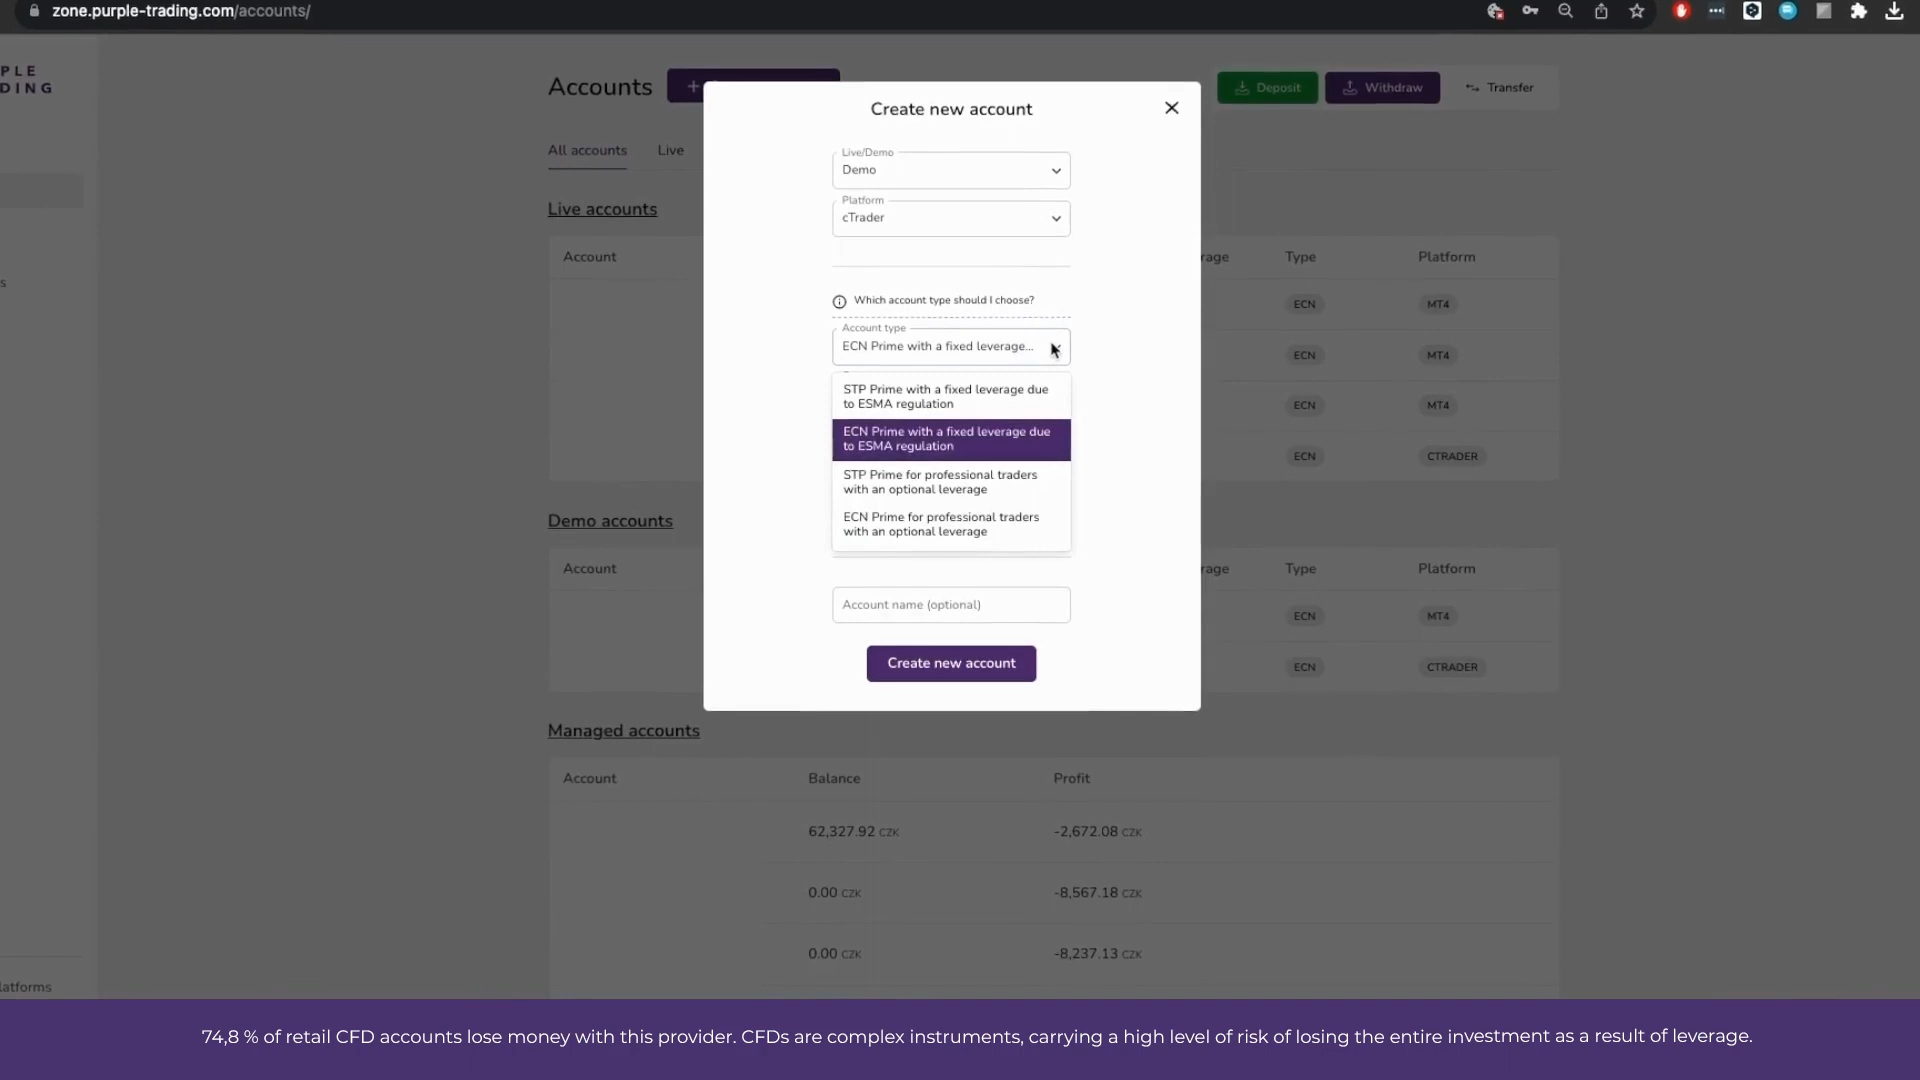 zone.purple-trading.com/accounts/
PLE
DING
Accounts
+
Deposit
Withdraw
Transfer
All accounts
Live
Create new account
Live/Demo
Demo
Platform
cTrader
Which account type should I choose?
Account type
ECN Prime with a fixed leverage...
STP Prime with a fixed leverage due
to ESMA regulation
ECN Prime with a fixed leverage due
to ESMA regulation
STP Prime for professional traders
with an optional leverage
ECN Prime for professional traders
with an optional leverage
Account name (optional)
Create new account
Live accounts
Account
rage
Type
Platform
ECN
MT4
ECN
MT4
ECN
MT4
ECN
CTRADER
s
Demo accounts
Account
rage
Type
Platform
ECN
MT4
ECN
CTRADER
Managed accounts
Account
Balance
Profit
62,327.92 CZK
-2,672.08 CZK
0.00 CZK
-8,567.18 CZK
0.00 CZK
-8,237.13 CZK
latforms
74,8 % of retail CFD accounts lose money with this provider. CFDs are complex instruments, carrying a high level of risk of losing the entire investment as a result of leverage.